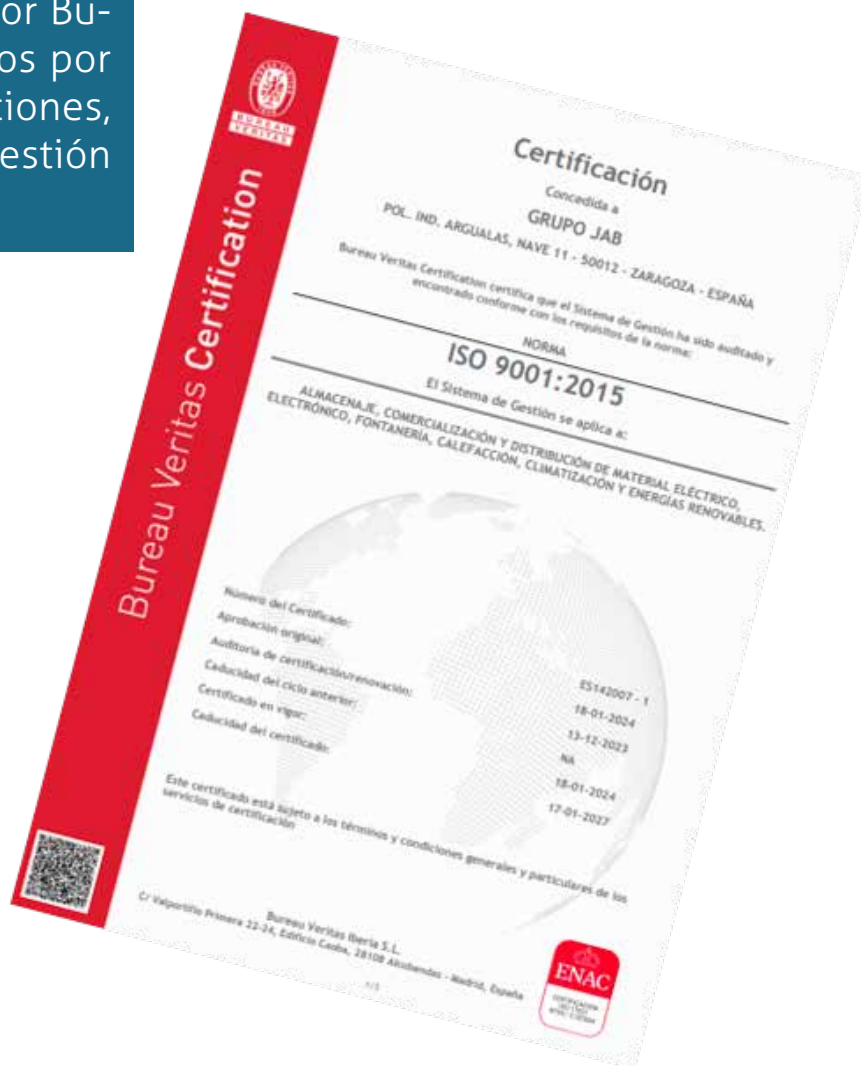 or Bu-
os por
ciones,
estión
BUREAU
VERITAS
Bureau Veritas Certification
Certificación
Concedida a
GRUPO JAB
POL. IND. ARGUALAS, NAVE 11 - 50012 - ZARAGOZA - ESPAÑA
Bureau Veritas Certification certifica que el Sistema de Gestión ha sido auditado y
encontrado conforme con los requisitos de la norma:
NORMA
ISO 9001:2015
El Sistema de Gestión se aplica a:
ALMACENAJE, COMERCIALIZACIÓN Y DISTRIBUCIÓN DE MATERIAL ELÉCTRICO,
ELECTRÓNICO, FONTANERÍA, CALEFACCIÓN, CLIMATIZACIÓN Y ENERGÍAS RENOVABLES.
Número del Certificado: ES142007 - 1
Aprobación original: 18-01-2024
Auditoría de certificación/renovación: 13-12-2023
Caducidad del ciclo anterior: NA
Certificado en vigor: 18-01-2024
Caducidad del certificado: 17-01-2027
Este certificado está sujeto a los términos y condiciones generales y particulares de los
servicios de certificación
Bureau Veritas Iberia S.L.
C/ Valportillo Primera 22-24, Edificio Caoba, 28108 Alcobendas - Madrid, España
ENAC
CERTIFICACIÓN